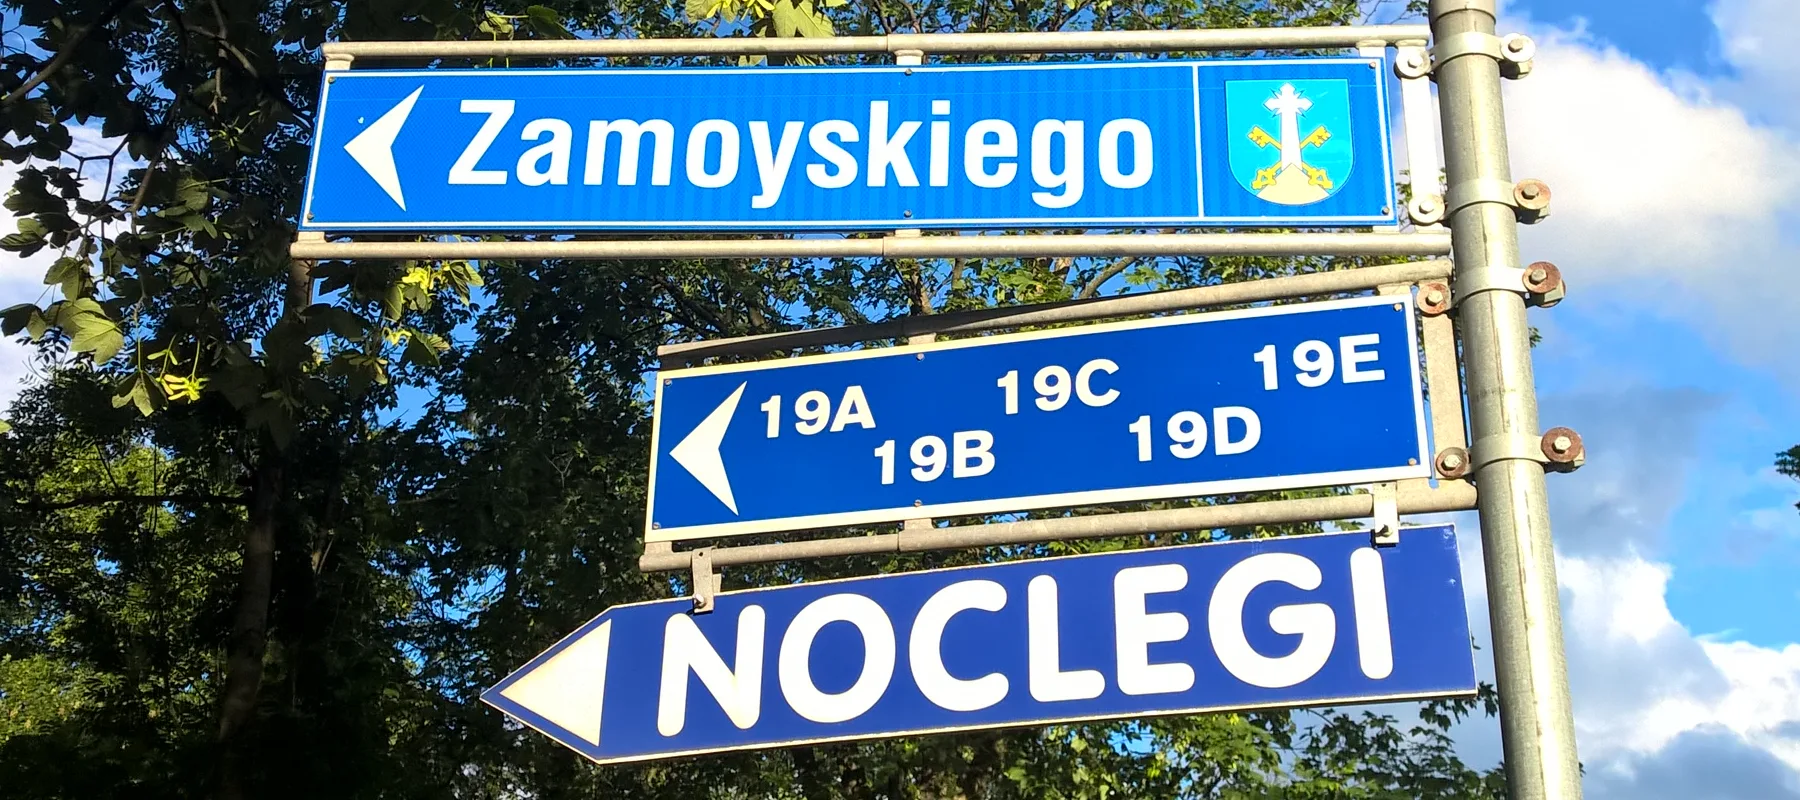 Zamoyskiego
19A 19C 19E
19B 19D
NOCLEGI